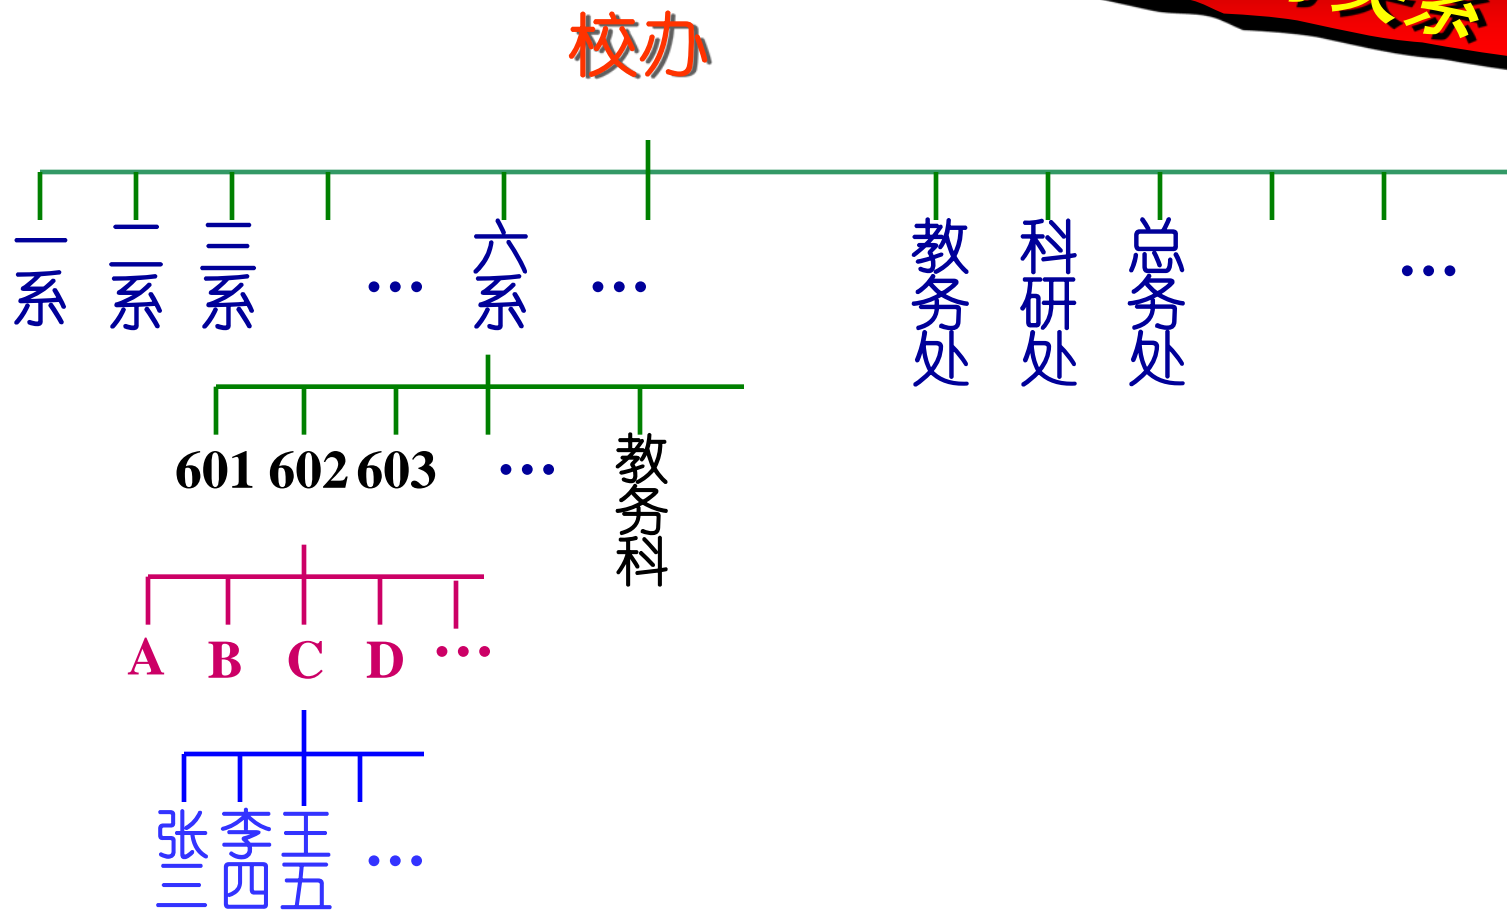 校办
一系 二系 三系 … 六系 … 教务处 科研处 总务处 …
601 602 603 … 教务科
A B C D …
张三 李四 王五 …